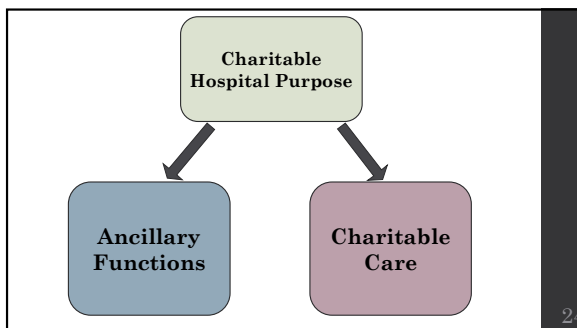 Charitable
Hospital Purpose
Ancillary
Functions
Charitable
Care